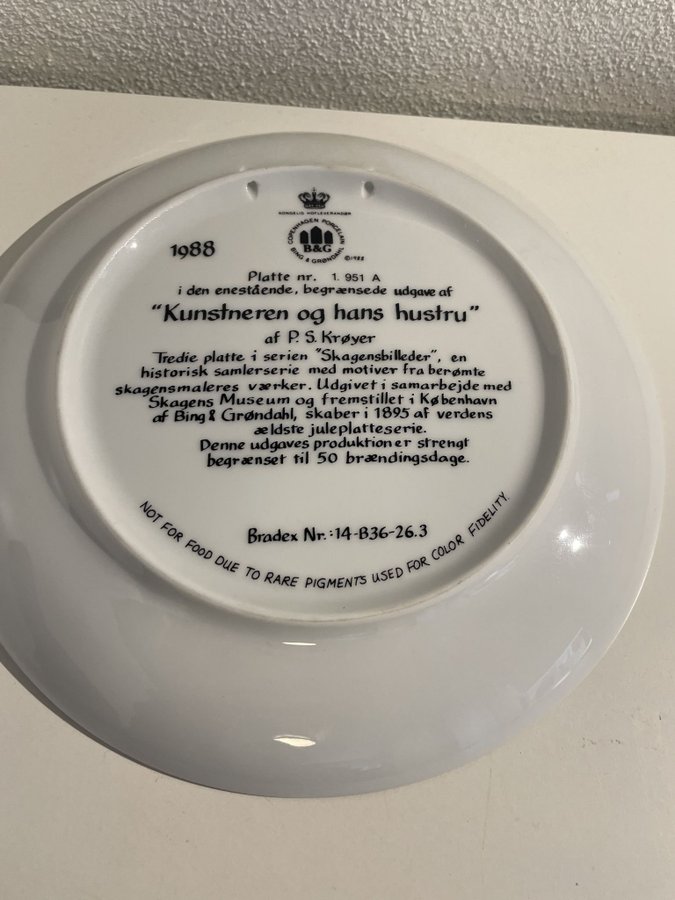 KONGELIG HOFLEVERANDØR
COPENHAGEN PORCELAIN
B&G
BING & GRØNDAHL
©1988
1988
Platte nr. 1. 951 A
i den enestående, begrænsede udgave af
"Kunstneren og hans hustru"
af P. S. Krøyer
Tredie platte i serien "Skagensbilleder", en
historisk samlerserie med motiver fra berømte
skagensmaleres værker. Udgivet i samarbejde med
Skagens Museum og fremstillet i København
af Bing & Grøndahl, skaber i 1895 af verdens
ældste juleplatteserie.
Denne udgaves produktion er strengt
begrænset til 50 brændingsdage.
Bradex Nr.:14-B36-26.3
NOT FOR FOOD DUE TO RARE PIGMENTS USED FOR COLOR FIDELITY.